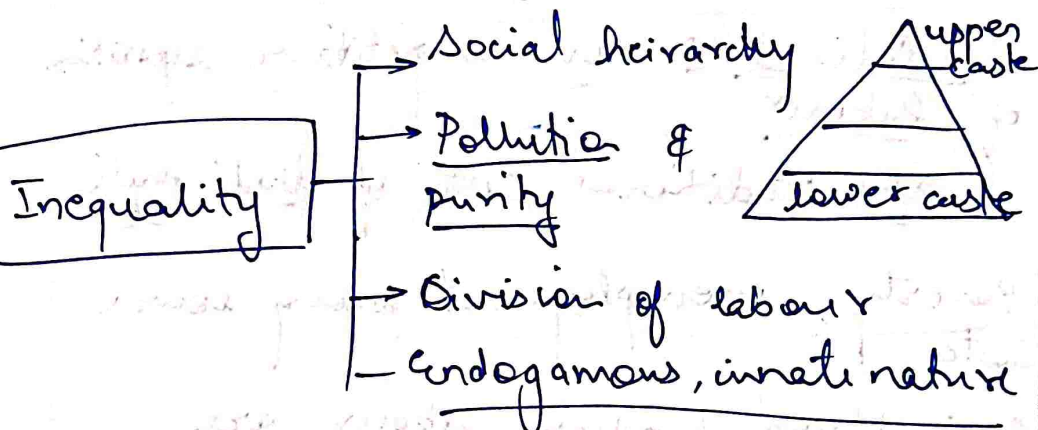 social heirarchy
upper
caste
Pollution &
purity
lower caste
Inequality
Division of labour
Endogamous, innate nature